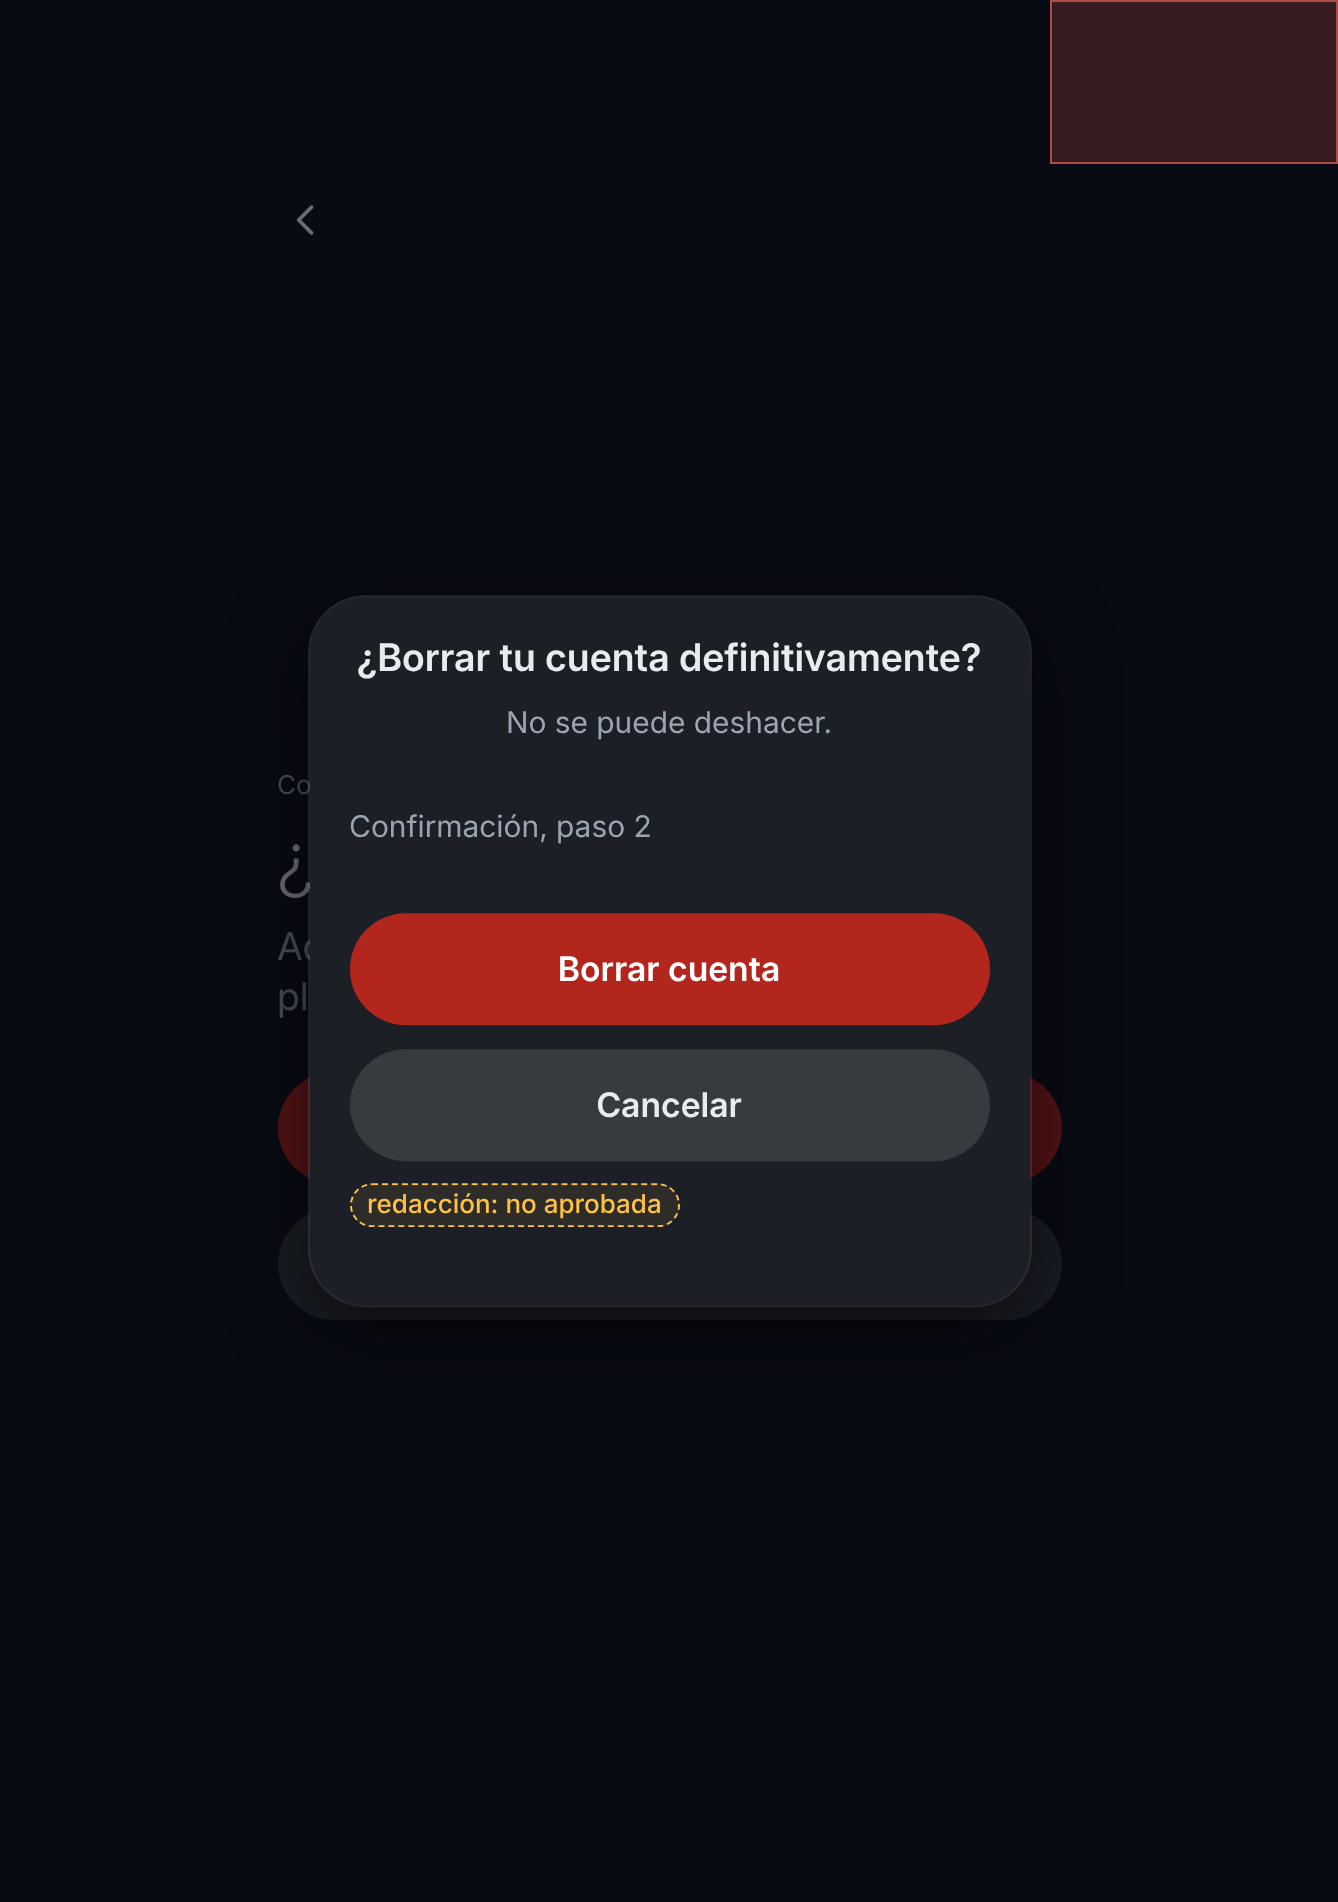 ¿Borrar tu cuenta definitivamente?
No se puede deshacer.
Confirmación, paso 2
Borrar cuenta
Cancelar
redacción: no aprobada